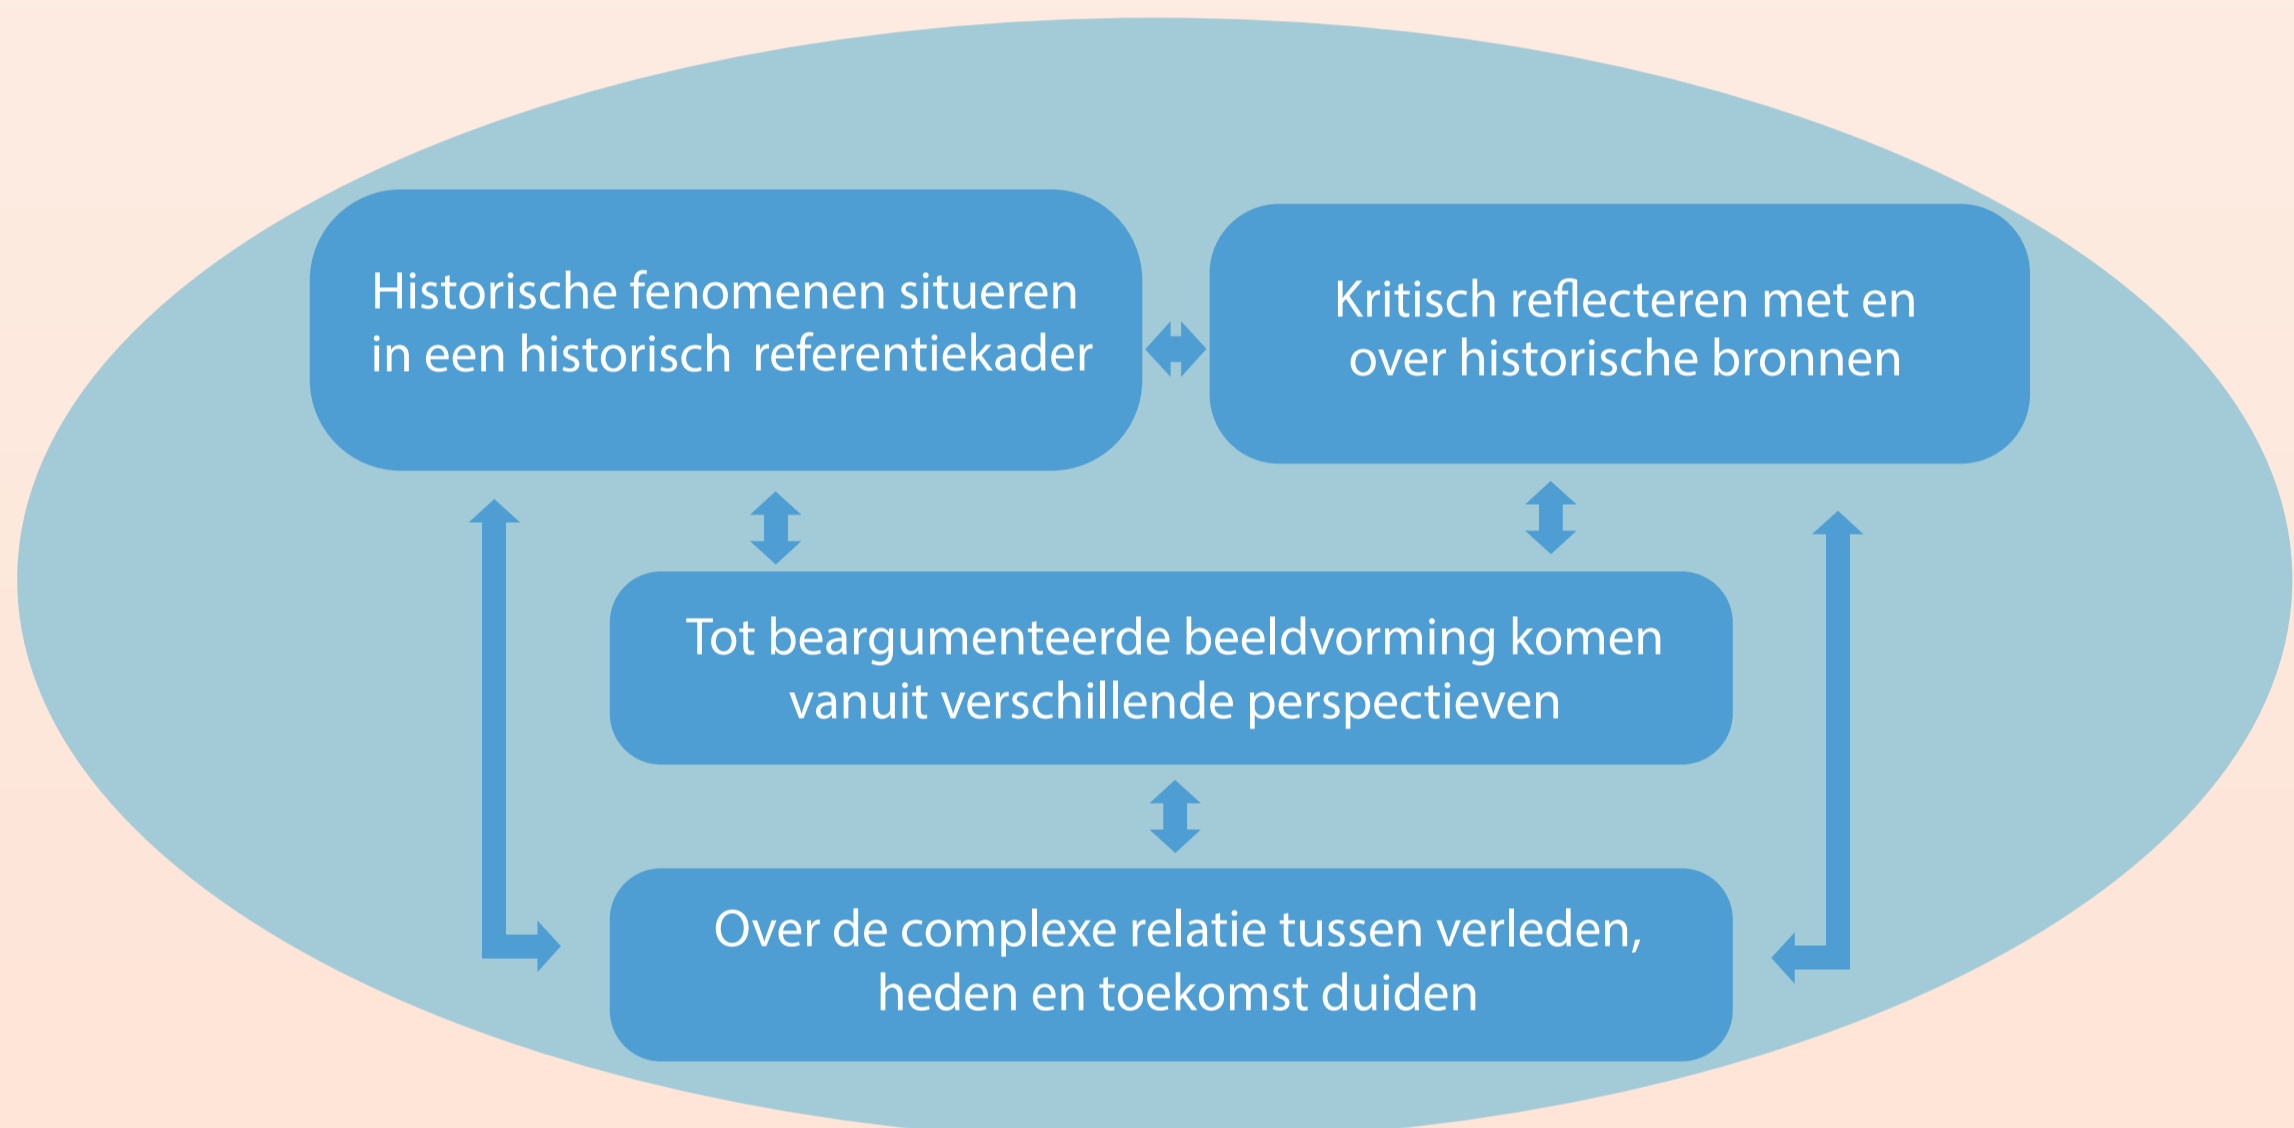 Historische fenomenen situeren
in een historisch referentiekader
Kritisch reflecteren met en
over historische bronnen
Tot beargumenteerde beeldvorming komen
vanuit verschillende perspectieven
Over de complexe relatie tussen verleden,
heden en toekomst duiden